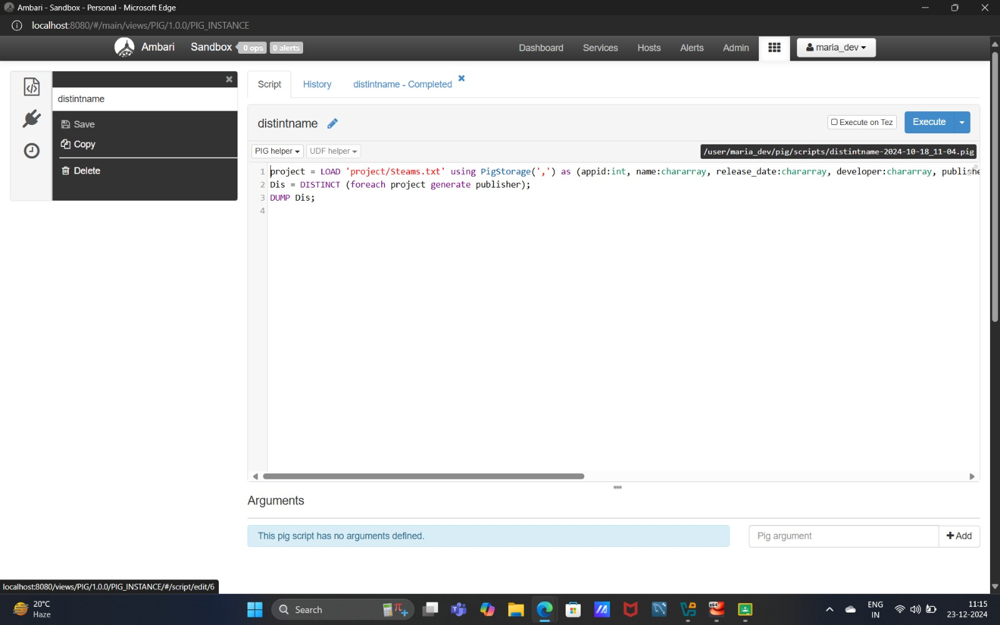 Ambari - Sandbox - Personal - Microsoft Edge
localhost:8080/#/main/views/PIG/1.0.0/PIG_INSTANCE
Ambari Sandbox 0 ops 0 alerts Dashboard Services Hosts Alerts Admin maria_dev
Script History distintname - Completed
distintname
Save
Copy
Delete
distintname Execute on Tez Execute
PIG helper UDF helper /user/maria_dev/pig/scripts/distintname-2024-10-18_11-04.pig
1 project = LOAD 'project/Steams.txt' using PigStorage(',') as (appid:int, name:chararray, release_date:chararray, developer:chararray, publishe
2 Dis = DISTINCT (foreach project generate publisher);
3 DUMP Dis;
4
Arguments
This pig script has no arguments defined. Pig argument +Add
localhost:8080/views/PIG/1.0.0/PIG_INSTANCE/#/script/edit/6
20°C
Haze
Search
ENG
IN
11:15
23-12-2024